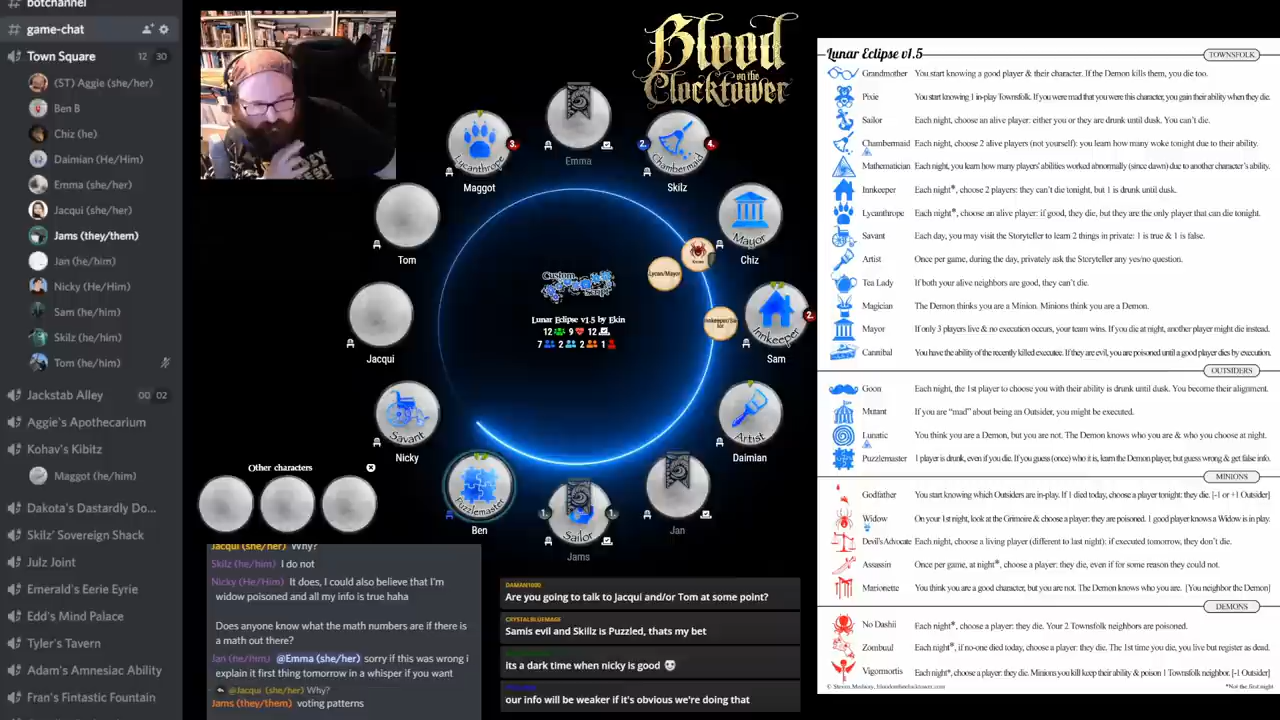 botchannel
game-chat
Town Square
12 30
(ST) Aggie (she/her)
Ben B
Chiz (he)
Daimian (He/Him)
Emma (she/her)
Jacqui (she/her)
Jams (they/them)
Jan (he/him)
Nicky (He/Him)
Sam (he/him)
Skilz (he/him)
Tom (he/him)
Jackstab Alley
00 02
Aggie's Apothecarium
Kohav's Kibitz
Maggot (he/him)
Dakota's Dastardly Do...
Skilz' Sovereign Shack
Julz Joint
Emerald's Eerie Eyrie
Edd's Mind Palace
Tyler's Tavern
Adam's Amnesiac Ability
Fran's Fintastic Fountain
Blood
on the
Clocktower
Emma
Lycanthrope
3.
Maggot
2.
Chambermaid
4.
Skilz
Tom
Mayor
Chiz
Lycan/Mayor
Jacqui
Innkeeper
2.
Sam
Savant
Nicky
Artist
Daimian
Puzzlemaster
Ben
1
Sailor
1
Jams
Jan
Custom
Script
Lunar Eclipse v1.5 by Ekin
12 9 12
7 2 2 1
Other characters
Jacqui (she/her) Why?
Skilz (he/him) I do not
Nicky (He/Him) It does, I could also believe that I'm
widow poisoned and all my info is true haha
Does anyone know what the math numbers are if there is
a math out there?
Jan (he/him) @Emma (she/her) sorry if this was wrong i
explain it first thing tomorrow in a whisper if you want
@Jacqui (she/her) Why?
Jams (they/them) voting patterns
Are you going to talk to Jacqui and/or Tom at some point?
CRYSTALBLUEMAGE
Samis evil and Skillz is Puzzled, thats my bet
its a dark time when nicky is good
our info will be weaker if it's obvious we're doing that
Lunar Eclipse v1.5
TOWNSFOLK
Grandmother You start knowing a good player & their character. If the Demon kills them, you die too.
Pixie You start knowing 1 in-play Townsfolk. If you were mad that you were this character, you gain their ability when they die.
Sailor Each night, choose an alive player: either you or they are drunk until dusk. You can't die.
Chambermaid Each night, choose 2 alive players (not yourself): you learn how many woke tonight due to their ability.
Mathematician Each night, you learn how many players' abilities worked abnormally (since dawn) due to another character's ability.
Innkeeper Each night*, choose 2 players: they can't die tonight, but 1 is drunk until dusk.
Lycanthrope Each night*, choose an alive player: if good, they die, but they are the only player that can die tonight.
Savant Each day, you may visit the Storyteller to learn 2 things in private: 1 is true & 1 is false.
Artist Once per game, during the day, privately ask the Storyteller any yes/no question.
Tea Lady If both your alive neighbors are good, they can't die.
Magician The Demon thinks you are a Minion. Minions think you are a Demon.
Mayor If only 3 players live & no execution occurs, your team wins. If you die at night, another player might die instead.
Cannibal You have the ability of the recently killed executee. If they are evil, you are poisoned until a good player dies by execution.
OUTSIDERS
Goon Each night, the 1st player to choose you with their ability is drunk until dusk. You become their alignment.
Mutant If you are "mad" about being an Outsider, you might be executed.
Lunatic You think you are a Demon, but you are not. The Demon knows who you are & who you choose at night.
Puzzlemaster 1 player is drunk, even if you die. If you guess (once) who it is, learn the Demon player, but guess wrong & get false info.
MINIONS
Godfather You start knowing which Outsiders are in-play. If 1 died today, choose a player tonight: they die. [-1 or +1 Outsider]
Widow On your 1st night, look at the Grimoire & choose a player: they are poisoned. 1 good player knows a Widow is in play.
Devil's Advocate Each night, choose a living player (different to last night): if executed tomorrow, they don't die.
Assassin Once per game, at night*, choose a player: they die, even if for some reason they could not.
Marionette You think you are a good character, but you are not. The Demon knows who you are. [You neighbor the Demon]
DEMONS
No Dashii Each night*, choose a player: they die. Your 2 Townsfolk neighbors are poisoned.
Zombuul Each night*, if no-one died today, choose a player: they die. The 1st time you die, you live but register as dead.
Vigormortis Each night*, choose a player: they die. Minions you kill keep their ability & poison 1 Townsfolk neighbor. [-1 Outsider]
© Steven Medway, bloodontheclocktower.com
*Not the first night